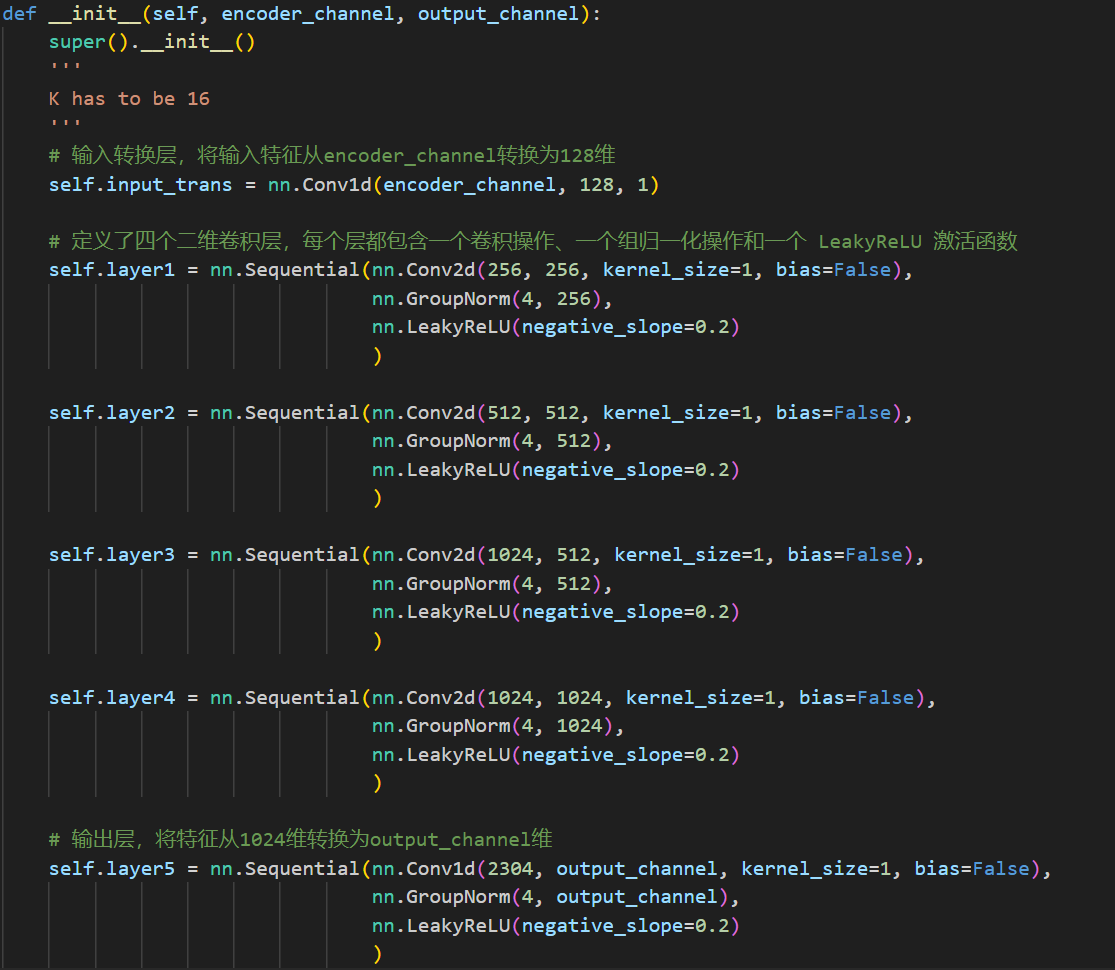 def __init__(self, encoder_channel, output_channel):
super().__init__()
'''
K has to be 16
'''
# 输入转换层，将输入特征从encoder_channel转换为128维
self.input_trans = nn.Conv1d(encoder_channel, 128, 1)
# 定义了四个二维卷积层，每个层都包含一个卷积操作、一个组归一化操作和一个 LeakyReLU 激活函数
self.layer1 = nn.Sequential(nn.Conv2d(256, 256, kernel_size=1, bias=False),
nn.GroupNorm(4, 256),
nn.LeakyReLU(negative_slope=0.2)
)
self.layer2 = nn.Sequential(nn.Conv2d(512, 512, kernel_size=1, bias=False),
nn.GroupNorm(4, 512),
nn.LeakyReLU(negative_slope=0.2)
)
self.layer3 = nn.Sequential(nn.Conv2d(1024, 512, kernel_size=1, bias=False),
nn.GroupNorm(4, 512),
nn.LeakyReLU(negative_slope=0.2)
)
self.layer4 = nn.Sequential(nn.Conv2d(1024, 1024, kernel_size=1, bias=False),
nn.GroupNorm(4, 1024),
nn.LeakyReLU(negative_slope=0.2)
)
# 输出层，将特征从1024维转换为output_channel维
self.layer5 = nn.Sequential(nn.Conv1d(2304, output_channel, kernel_size=1, bias=False),
nn.GroupNorm(4, output_channel),
nn.LeakyReLU(negative_slope=0.2)
)